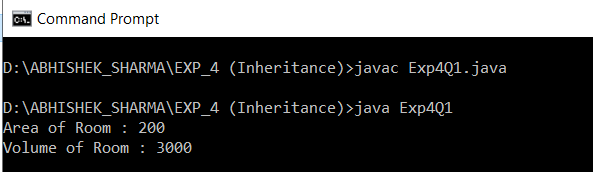 Command Prompt
D:\ABHISHEK_SHARMA\EXP_4 (Inheritance)>javac Exp4Q1.java
D:\ABHISHEK_SHARMA\EXP_4 (Inheritance)>java Exp4Q1
Area of Room : 200
Volume of Room : 3000